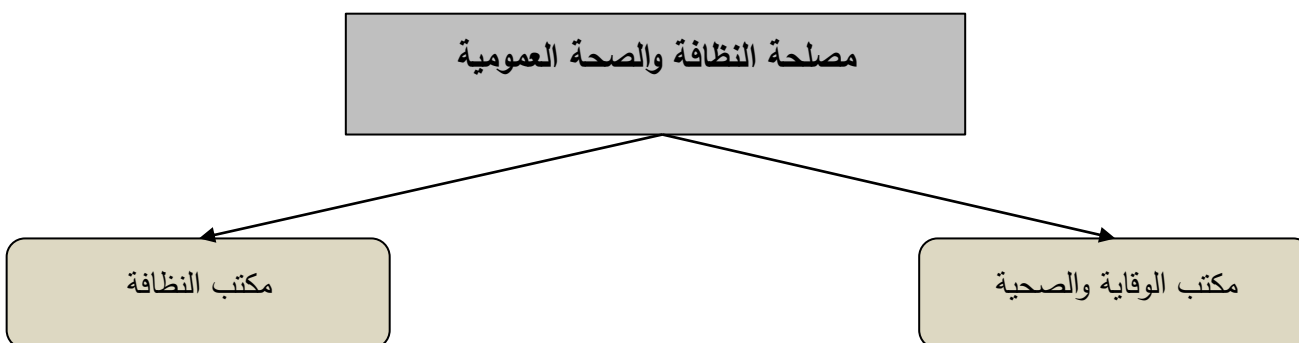 مصلحة النظافة والصحة العمومية
مكتب الوقاية والصحية
مكتب النظافة